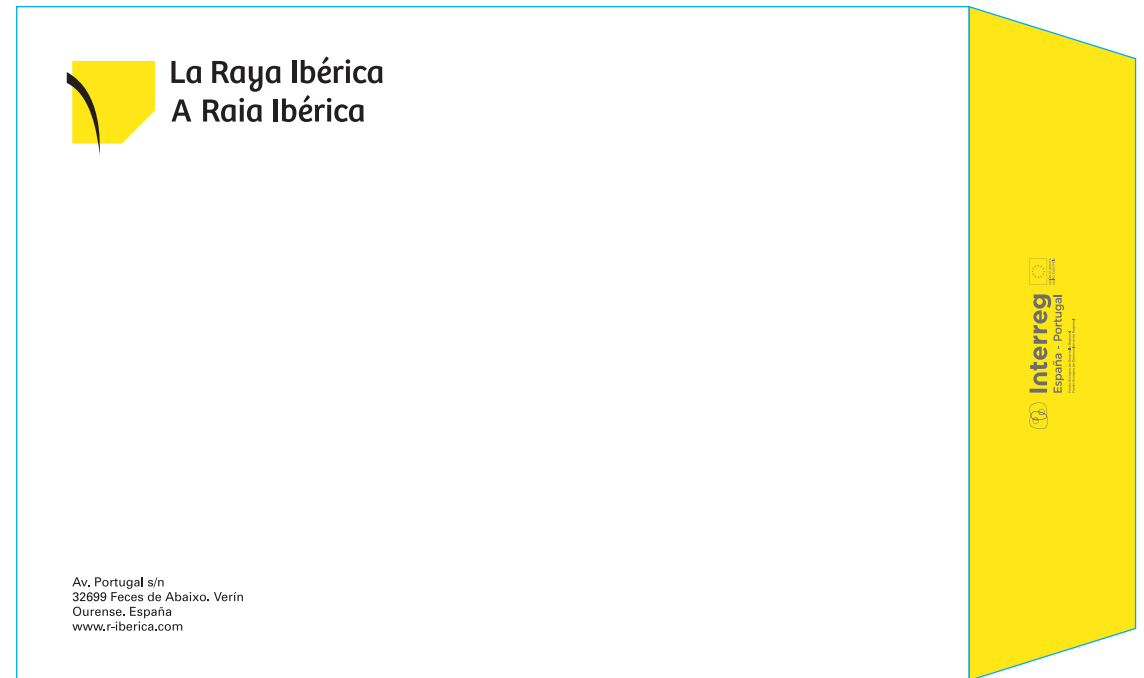 La Raya Ibérica
A Raia Ibérica
Av. Portugal s/n
32699 Feces de Abaixo. Verín
Ourense. España
www.r-iberica.com
Interreg
España - Portugal